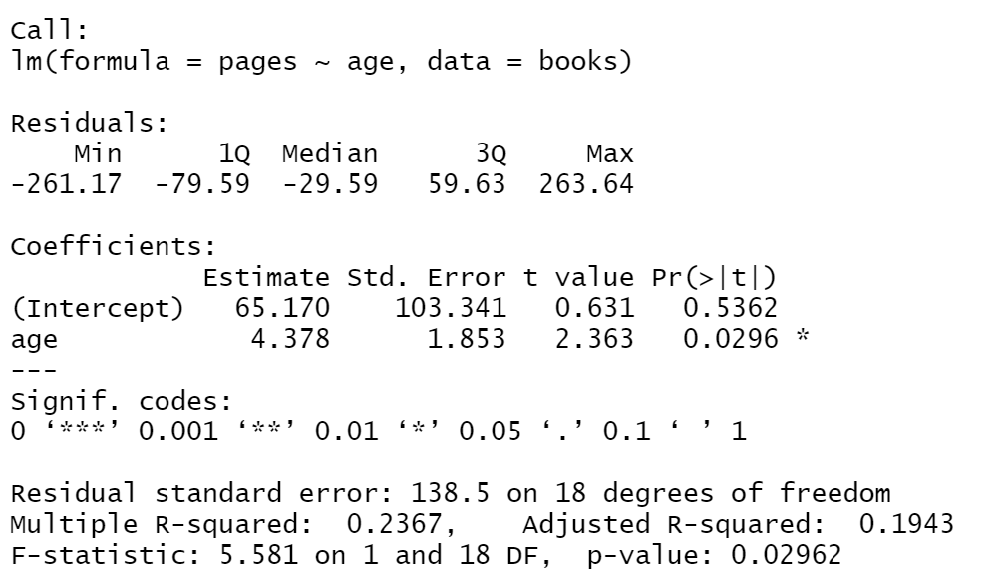 Call:
lm(formula = pages ~ age, data = books)
Residuals:
Min 1Q Median 3Q Max
-261.17 -79.59 -29.59 59.63 263.64
Coefficients:
Estimate Std. Error t value Pr(>|t|)
(Intercept) 65.170 103.341 0.631 0.5362
age 4.378 1.853 2.363 0.0296 *
---
Signif. codes:
0 ‘***’ 0.001 ‘**’ 0.01 ‘*’ 0.05 ‘.’ 0.1 ‘ ’ 1
Residual standard error: 138.5 on 18 degrees of freedom
Multiple R-squared: 0.2367, Adjusted R-squared: 0.1943
F-statistic: 5.581 on 1 and 18 DF, p-value: 0.02962